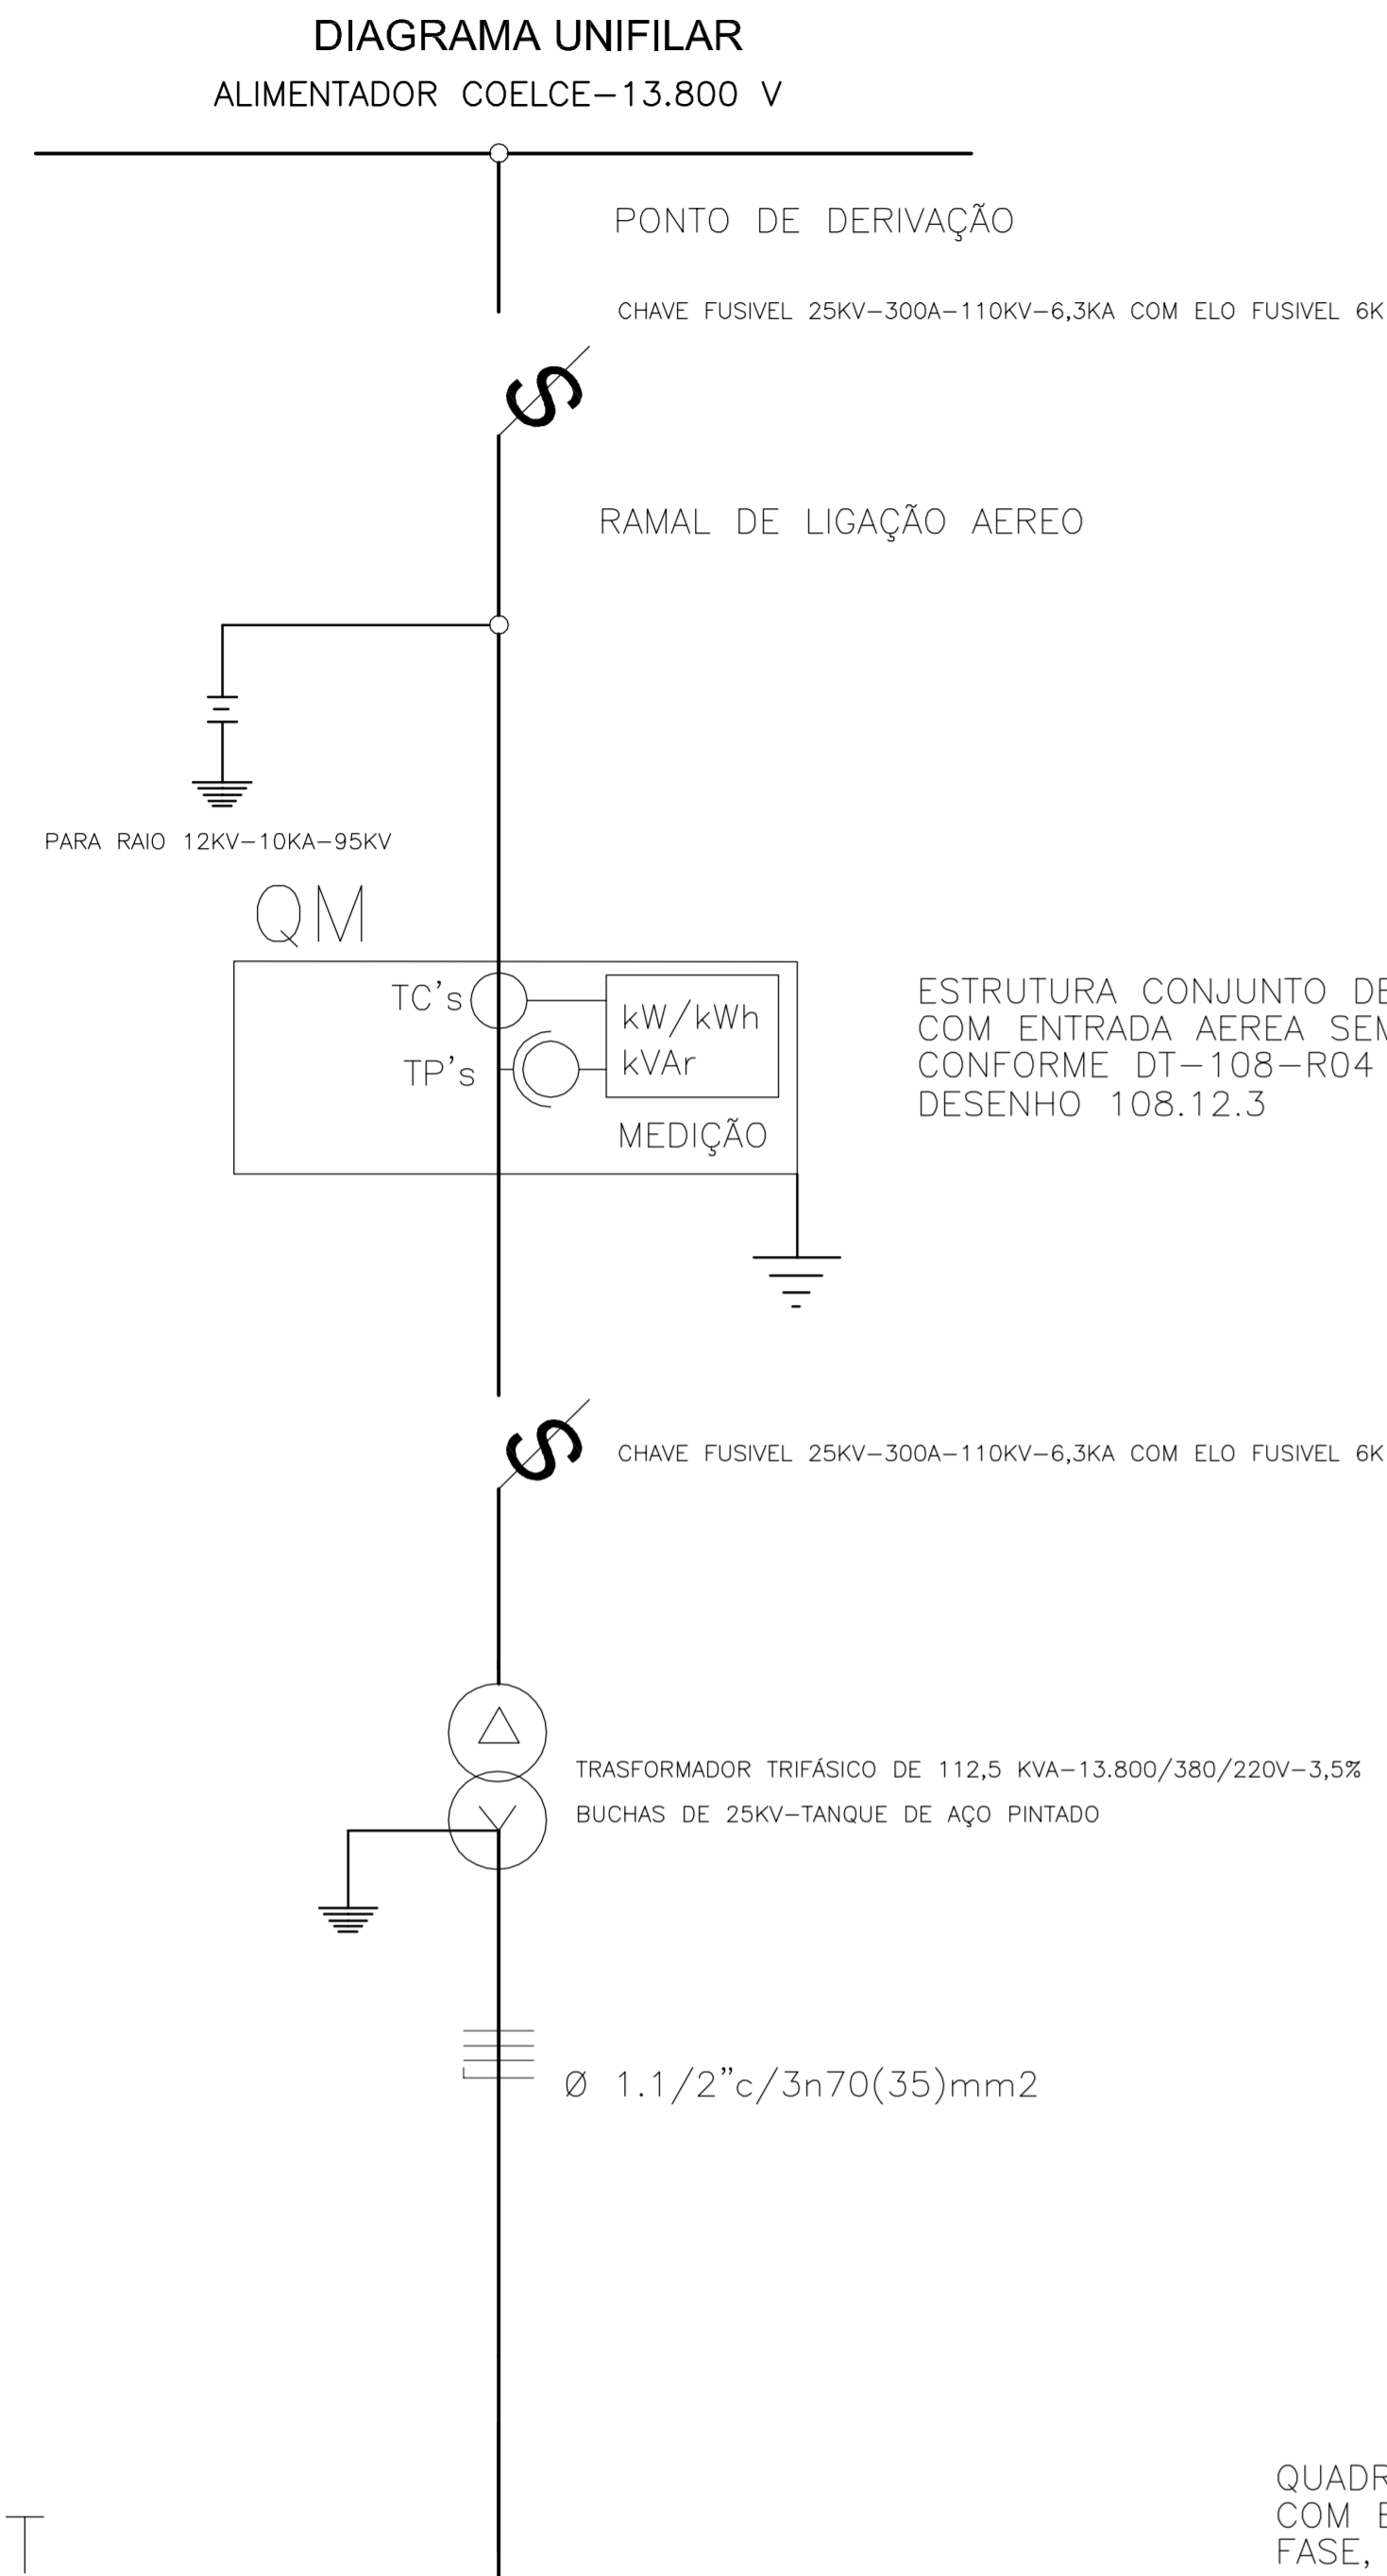 DIAGRAMA UNIFILAR
ALIMENTADOR COELCE-13.800 V
PONTO DE DERIVAÇÃO
CHAVE FUSIVEL 25KV-300A-110KV-6,3KA COM ELO FUSIVEL 6K
RAMAL DE LIGAÇÃO AEREO
PARA RAIO 12KV-10KA-95KV
QM
TC's
kW/kWh
TP's
kVAr
MEDIÇÃO
ESTRUTURA CONJUNTO DE
COM ENTRADA AEREA
CONFORME DT-108-R04
DESENHO 108.12.3
CHAVE FUSIVEL 25KV-300A-110KV-6,3KA COM ELO FUSIVEL 6K
TRASFORMADOR TRIFÁSICO DE 112,5 KVA-13.800/380/220V-3,5%
BUCHAS DE 25KV-TANQUE DE AÇO PINTADO
Ø 1.1/2"c/3n70(35)mm2
COM
FASE,
T